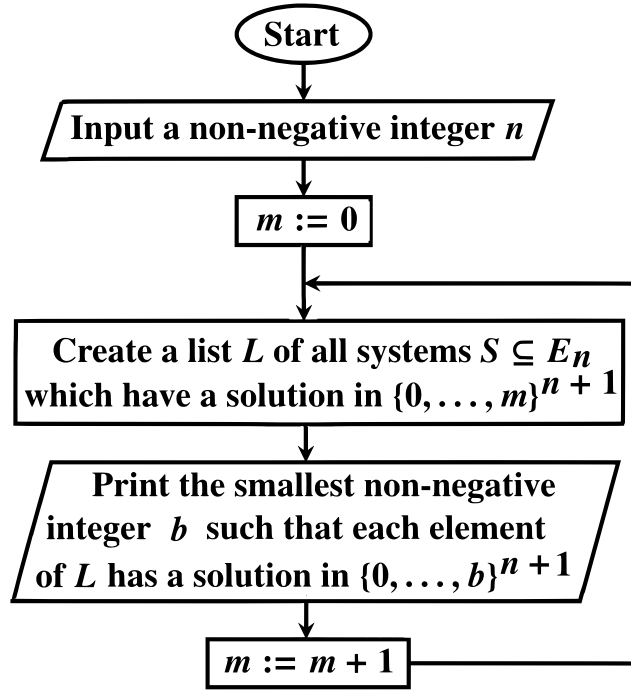 Start
Input a non-negative integer n
m := 0
Create a list L of all systems S ⊆ Eₙ
which have a solution in {0, . . . , m}ⁿ ⁺ ¹
Print the smallest non-negative
integer b such that each element
of L has a solution in {0, . . . , b}ⁿ ⁺ ¹
m := m + 1